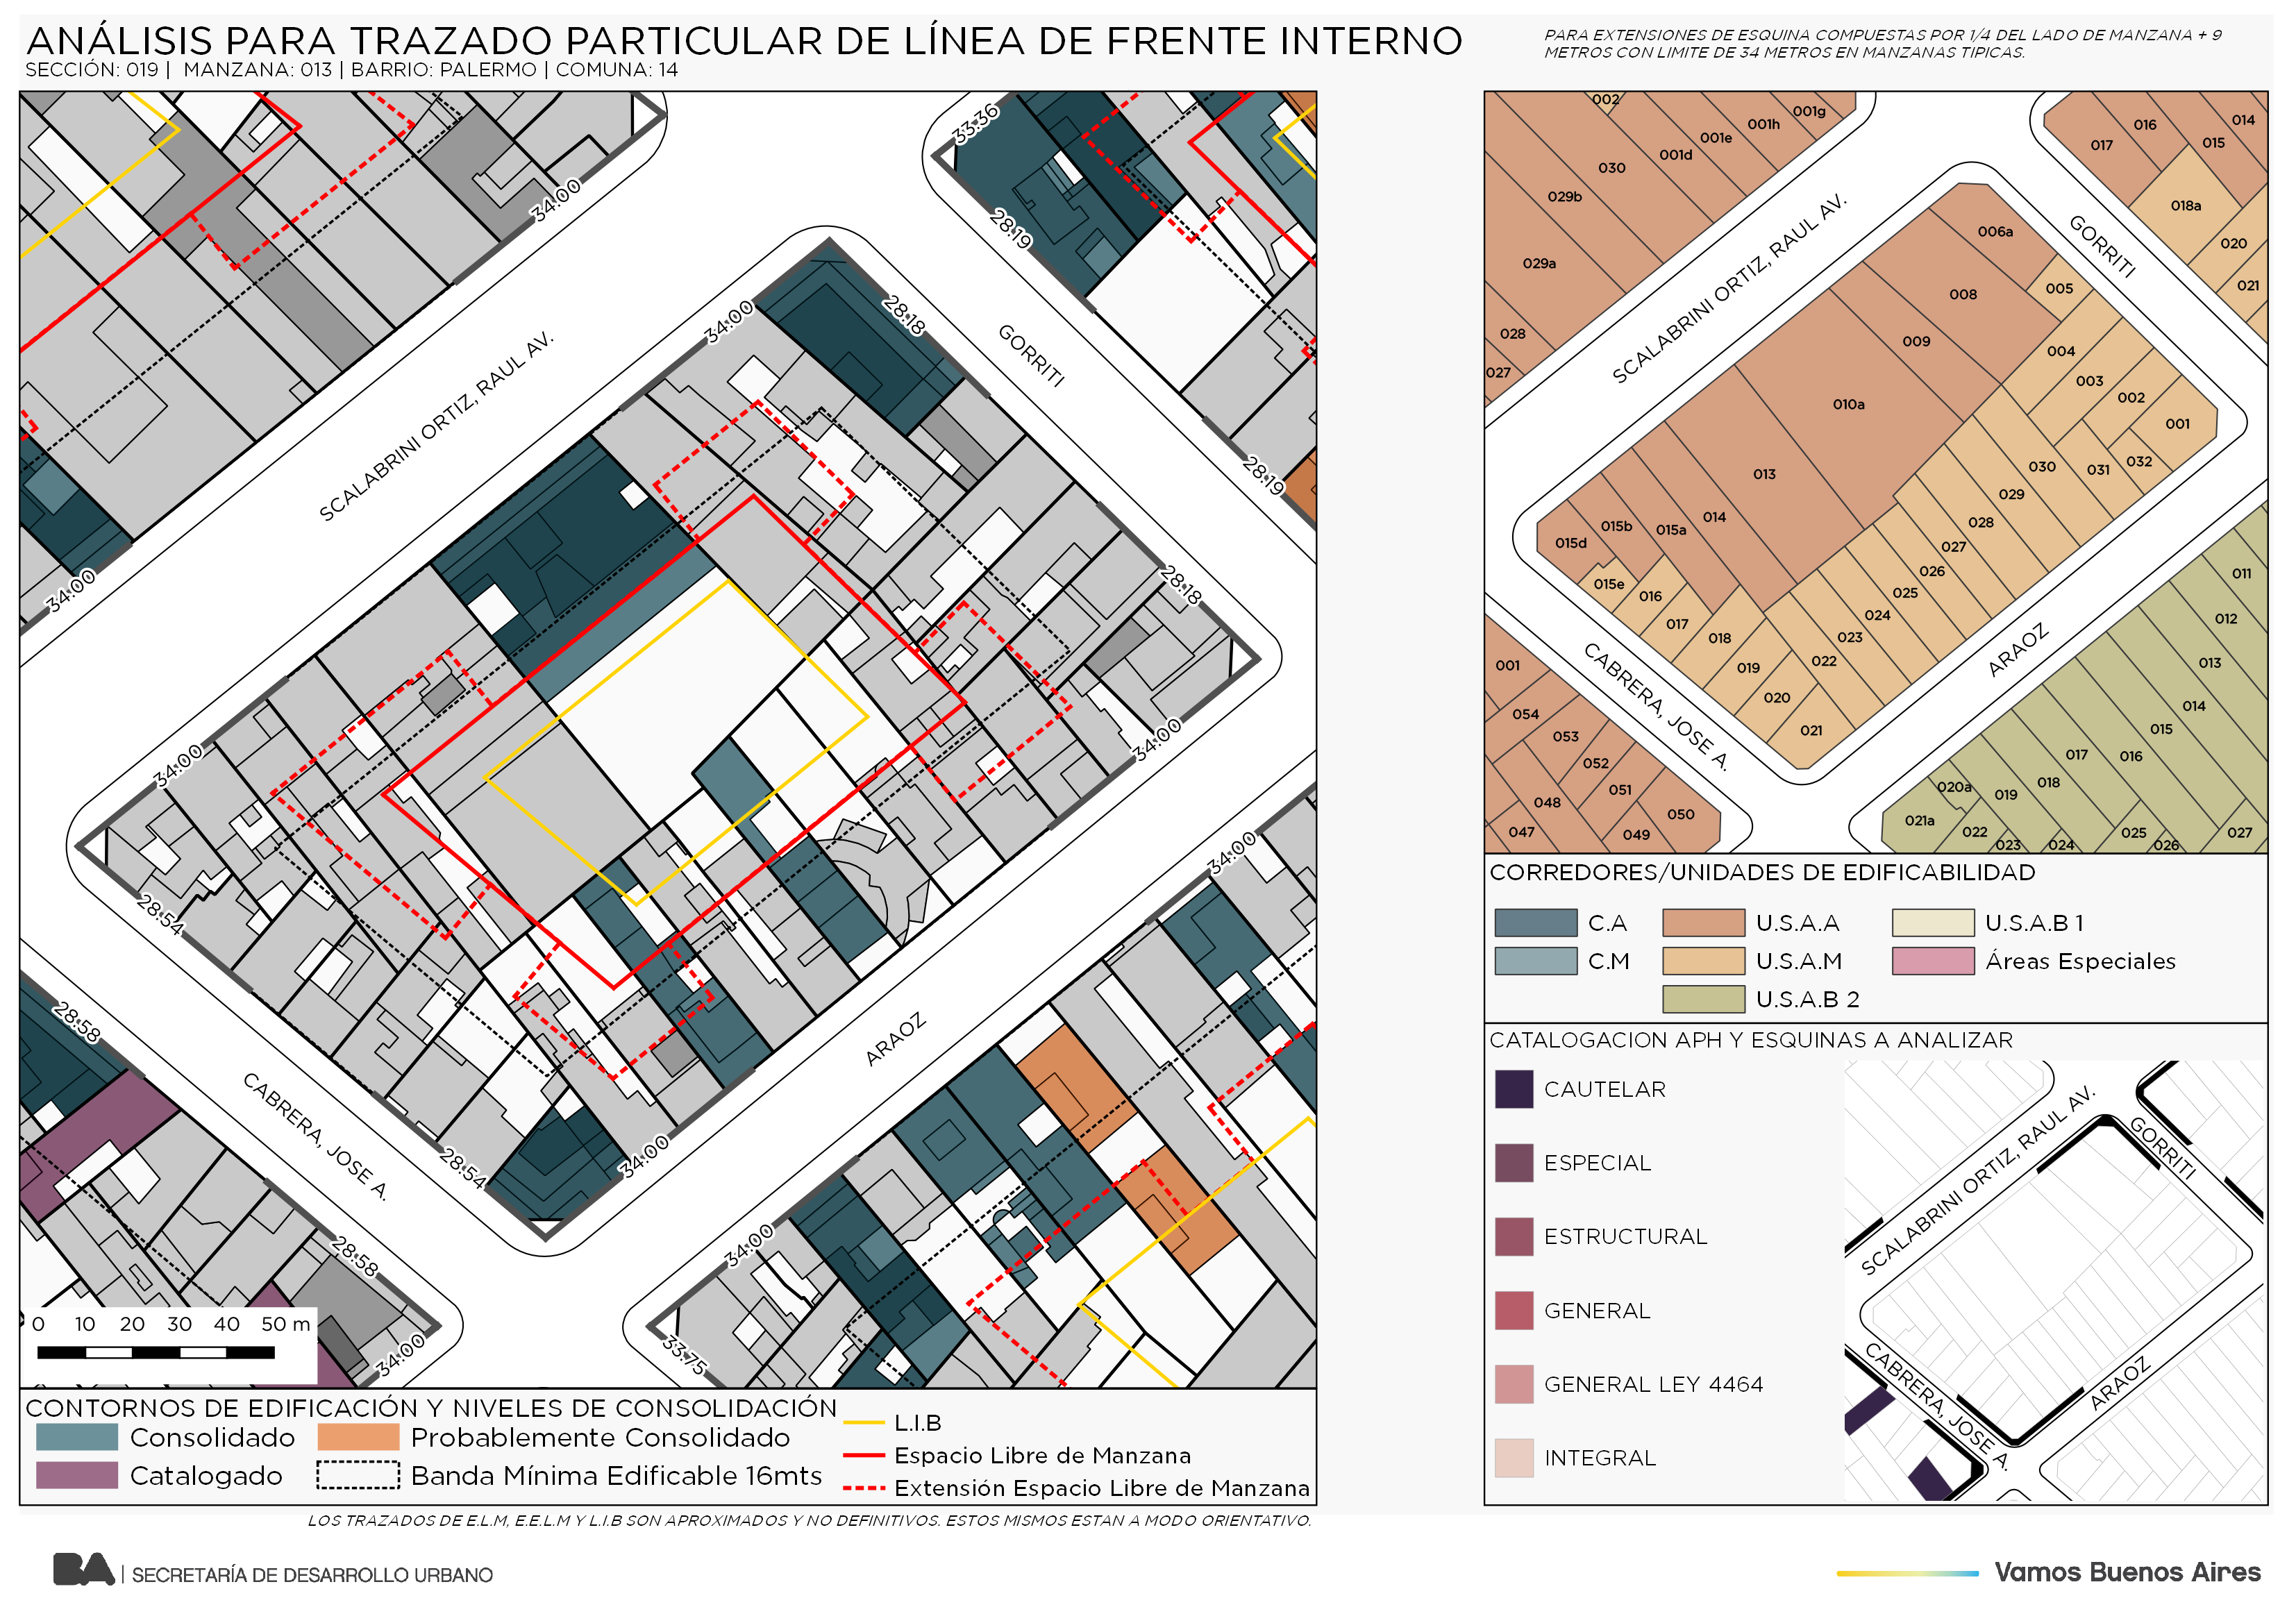 ANÁLISIS PARA TRAZADO PARTICULAR DE LÍNEA DE FRENTE INTERNO
SECCIÓN: 019 | MANZANA: 013 | BARRIO: PALERMO | COMUNA: 14
PARA EXTENSIONES DE ESQUINA COMPUESTAS POR 1/4 DEL LADO DE MANZANA + 9
METROS CON LIMITE DE 34 METROS EN MANZANAS TIPICAS.
33.36
34.00
28.19
34.00
28.18
SCALABRINI ORTIZ, RAUL AV.
GORRITI
28.19
34.00
28.18
34.00
28.54
34.00
34.00
28.58
ARAOZ
CABRERA, JOSE A.
28.54
34.00
34.00
28.58
34.00
33.75
0 10 20 30 40 50 m
CONTORNOS DE EDIFICACIÓN Y NIVELES DE CONSOLIDACIÓN
Consolidado
Probablemente Consolidado
Catalogado
Banda Mínima Edificable 16mts
L.I.B
Espacio Libre de Manzana
Extensión Espacio Libre de Manzana
LOS TRAZADOS DE E.L.M, E.E.L.M Y L.I.B SON APROXIMADOS Y NO DEFINITIVOS. ESTOS MISMOS ESTAN A MODO ORIENTATIVO.
002
001g
001h
001e
001d
030
029b
029a
028
027
014
016
015
017
018a
020
021
SCALABRINI ORTIZ, RAUL AV.
GORRITI
006a
005
008
009
004
003
002
001
010a
013
030
031
032
029
028
027
026
025
024
023
022
014
015a
015b
015d
015e
016
017
018
019
020
021
CABRERA, JOSE A.
ARAOZ
001
054
053
052
051
050
049
048
047
011
012
013
014
015
016
017
018
019
020a
021a
022
023
024
025
026
027
CORREDORES/UNIDADES DE EDIFICABILIDAD
C.A
U.S.A.A
U.S.A.B 1
C.M
U.S.A.M
Áreas Especiales
U.S.A.B 2
CATALOGACION APH Y ESQUINAS A ANALIZAR
CAUTELAR
ESPECIAL
ESTRUCTURAL
GENERAL
GENERAL LEY 4464
INTEGRAL
SCALABRINI ORTIZ, RAUL AV.
GORRITI
CABRERA, JOSE A.
ARAOZ
BA | SECRETARÍA DE DESARROLLO URBANO
Vamos Buenos Aires